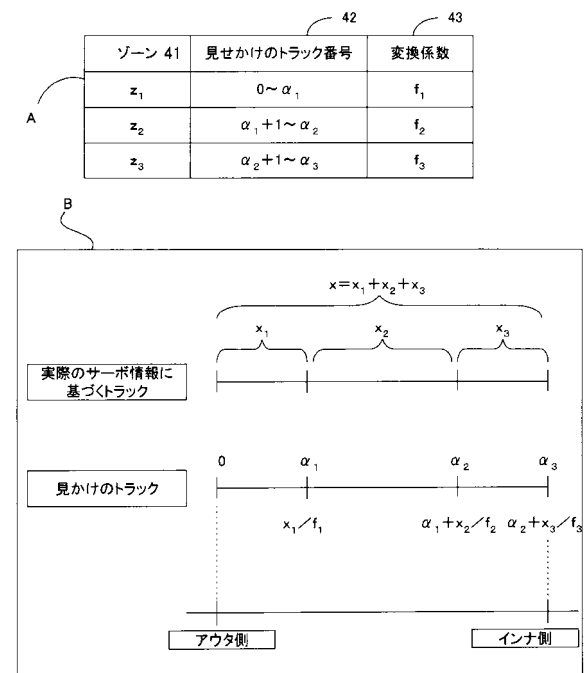 42
43
ゾーン 41 見せかけのトラック番号 変換係数
A
z₁ 0～α₁ f₁
z₂ α₁+1～α₂ f₂
z₃ α₂+1～α₃ f₃
B
x=x₁+x₂+x₃
x₁ x₂ x₃
実際のサーボ情報に
基づくトラック
0 α₁ α₂ α₃
見かけのトラック
x₁/f₁ α₁+x₂/f₂ α₂+x₃/f₃
アウタ側 インナ側